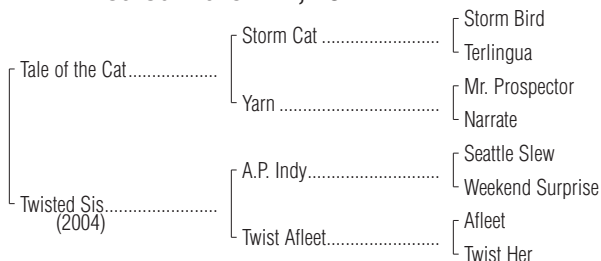 Storm Bird
Storm Cat............................
Terlingua
Tale of the Cat...................
Mr. Prospector
Yarn ..................................
Narrate
Seattle Slew
A.P. Indy............................
Weekend Surprise
Twisted Sis........................
(2004)
Afleet
Twist Afleet........................
Twist Her